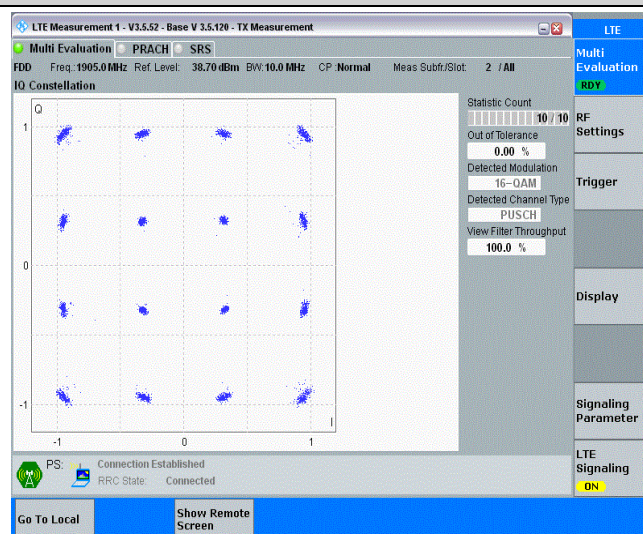 LTE Measurement 1 - V3.5.52 - Base V 3.5.120 - TX Measurement
LTE
Multi Evaluation PRACH SRS
Multi
Evaluation
RDY
FDD Freq.:1905.0 MHz Ref. Level: 38.70 dBm BW:10.0 MHz CP :Normal Meas Subfr./Slot: 2 / All
IQ Constellation
Q
1
0
-1
-1 0 1
I
Statistic Count
10 / 10
Out of Tolerance
0.00 %
Detected Modulation
16-QAM
Detected Channel Type
PUSCH
View Filter Throughput
100.0 %
RF
Settings
Trigger
Display
Signaling
Parameter
LTE
Signaling
ON
PS: Connection Established
RRC State: Connected
Go To Local
Show Remote
Screen